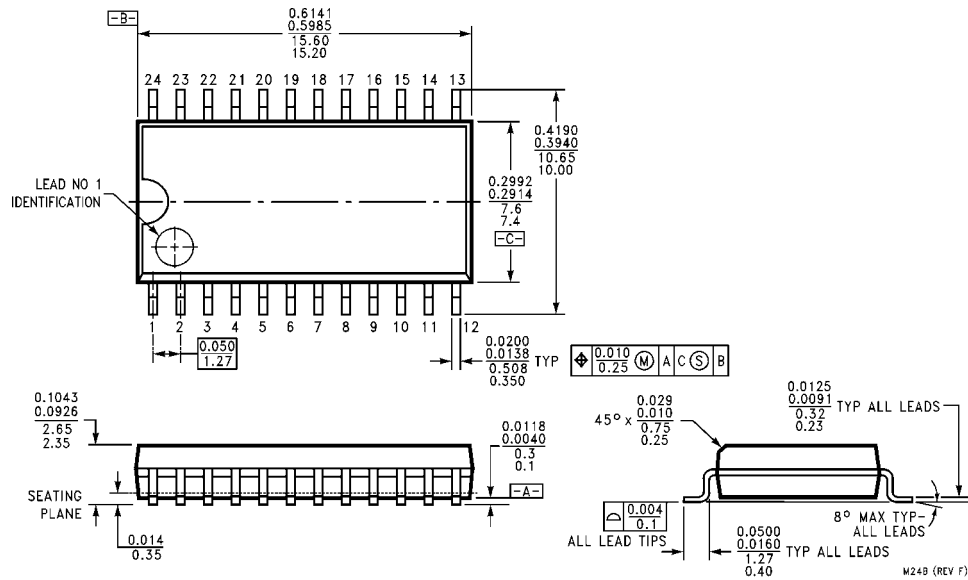 -B-
0.6141
0.5985
15.60
15.20
24 23 22 21 20 19 18 17 16 15 14 13
0.4190
0.3940
10.65
10.00
0.2992
0.2914
7.6
7.4
-C-
LEAD NO 1
IDENTIFICATION
1 2 3 4 5 6 7 8 9 10 11 12
0.050
1.27
0.0200
0.0138
0.508
0.350
TYP
0.010
0.25
M A C S B
0.1043
0.0926
2.65
2.35
0.0118
0.0040
0.3
0.1
-A-
SEATING
PLANE
0.014
0.35
45° x
0.029
0.010
0.75
0.25
0.0125
0.0091
0.32
0.23
TYP ALL LEADS
0.004
0.1
ALL LEAD TIPS
0.0500
0.0160
1.27
0.40
TYP ALL LEADS
8° MAX TYP-
ALL LEADS
M24B (REV F)